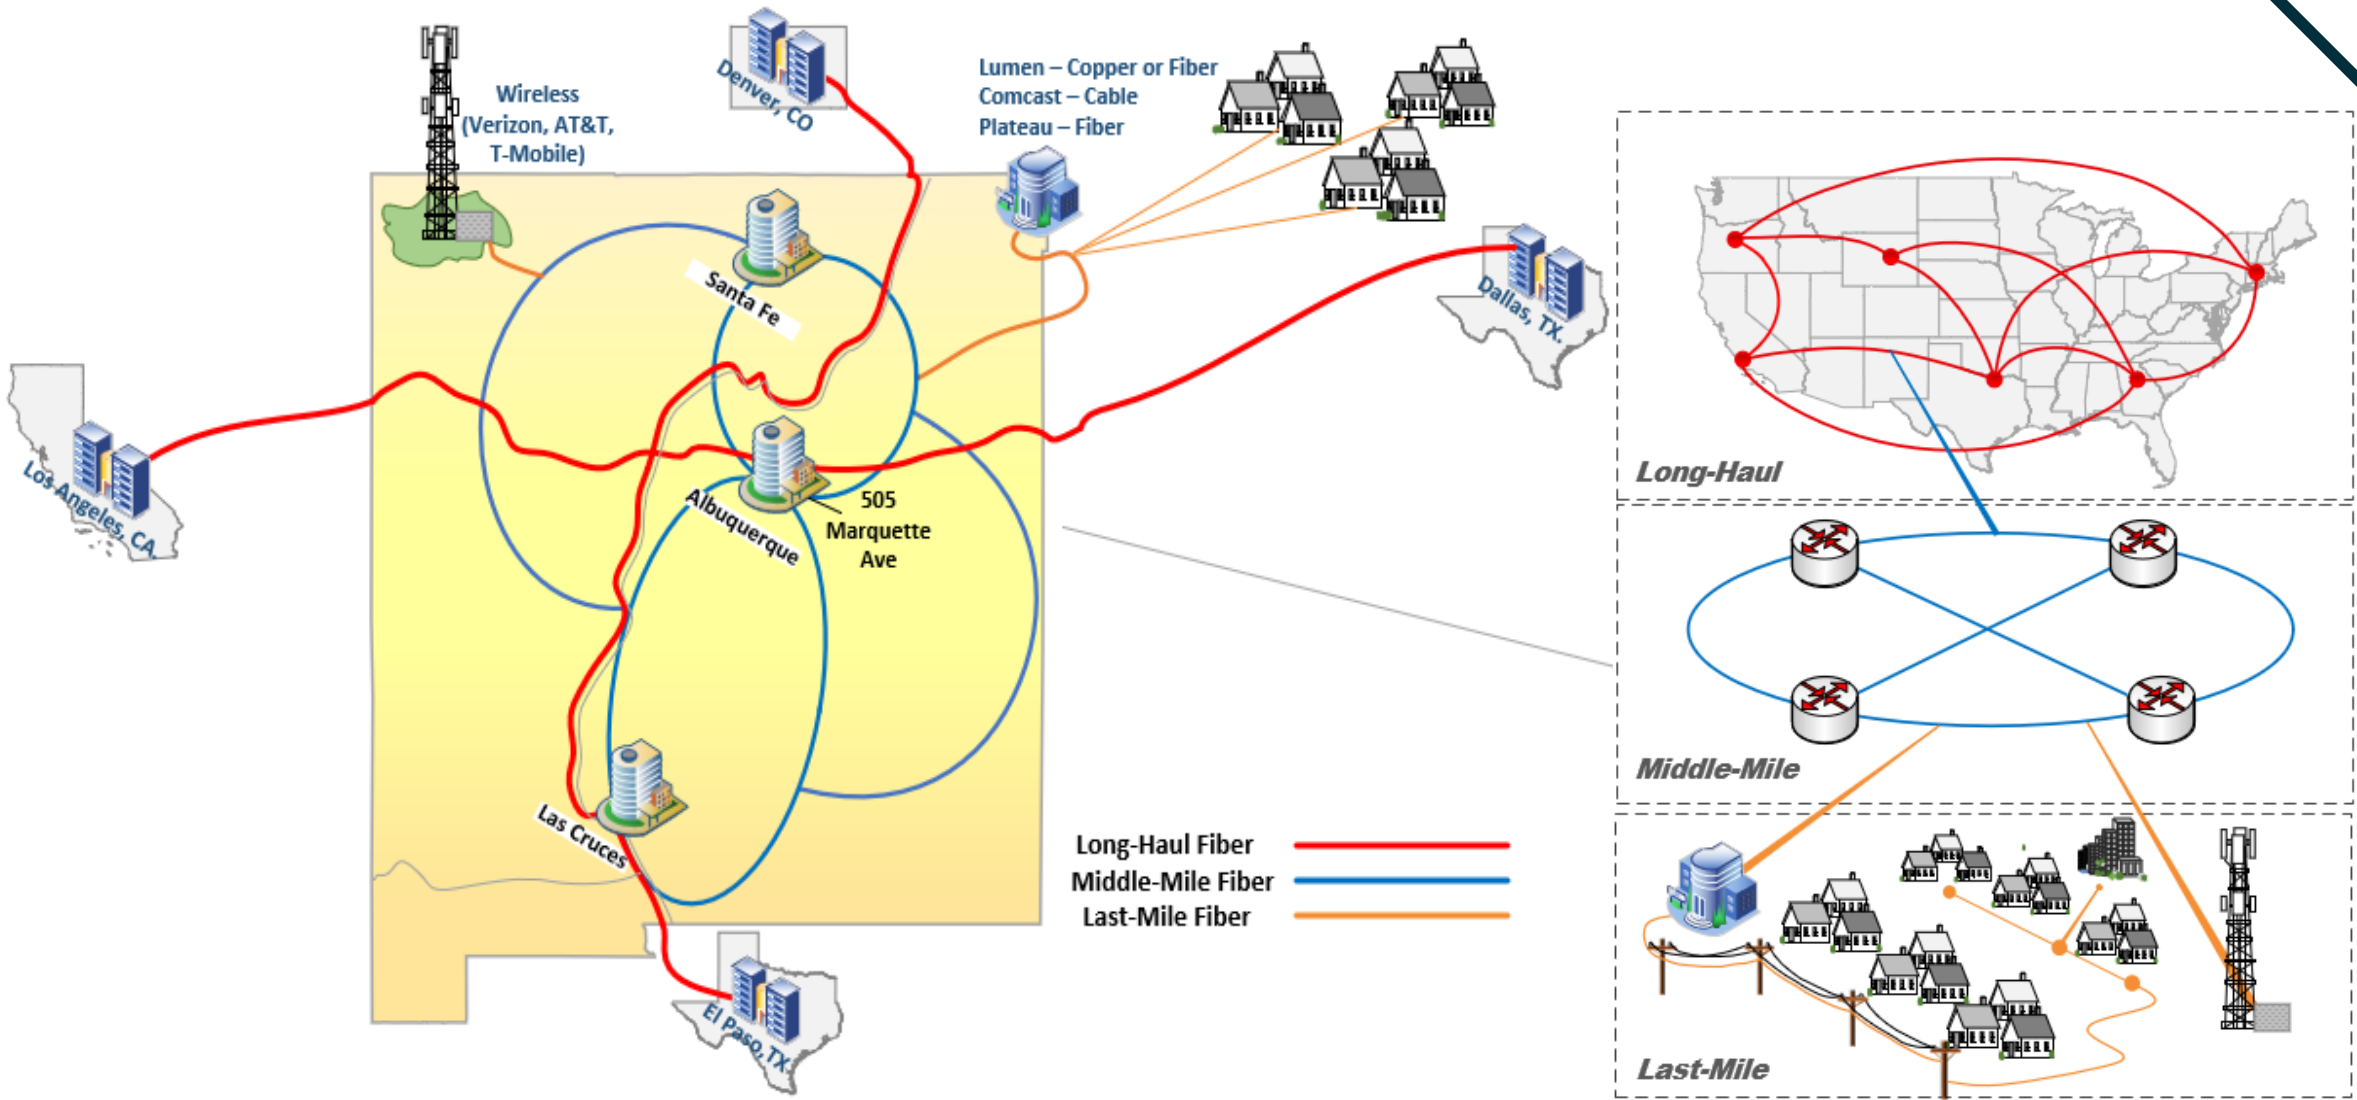 Wireless
(Verizon, AT&T,
T-Mobile)
Denver, CO
Lumen – Copper or Fiber
Comcast – Cable
Plateau – Fiber
Santa Fe
Dallas, TX.
Los Angeles, CA.
Albuquerque
505
Marquette
Ave
Las Cruces
El Paso, TX
Long-Haul Fiber
Middle-Mile Fiber
Last-Mile Fiber
Long-Haul
Middle-Mile
Last-Mile